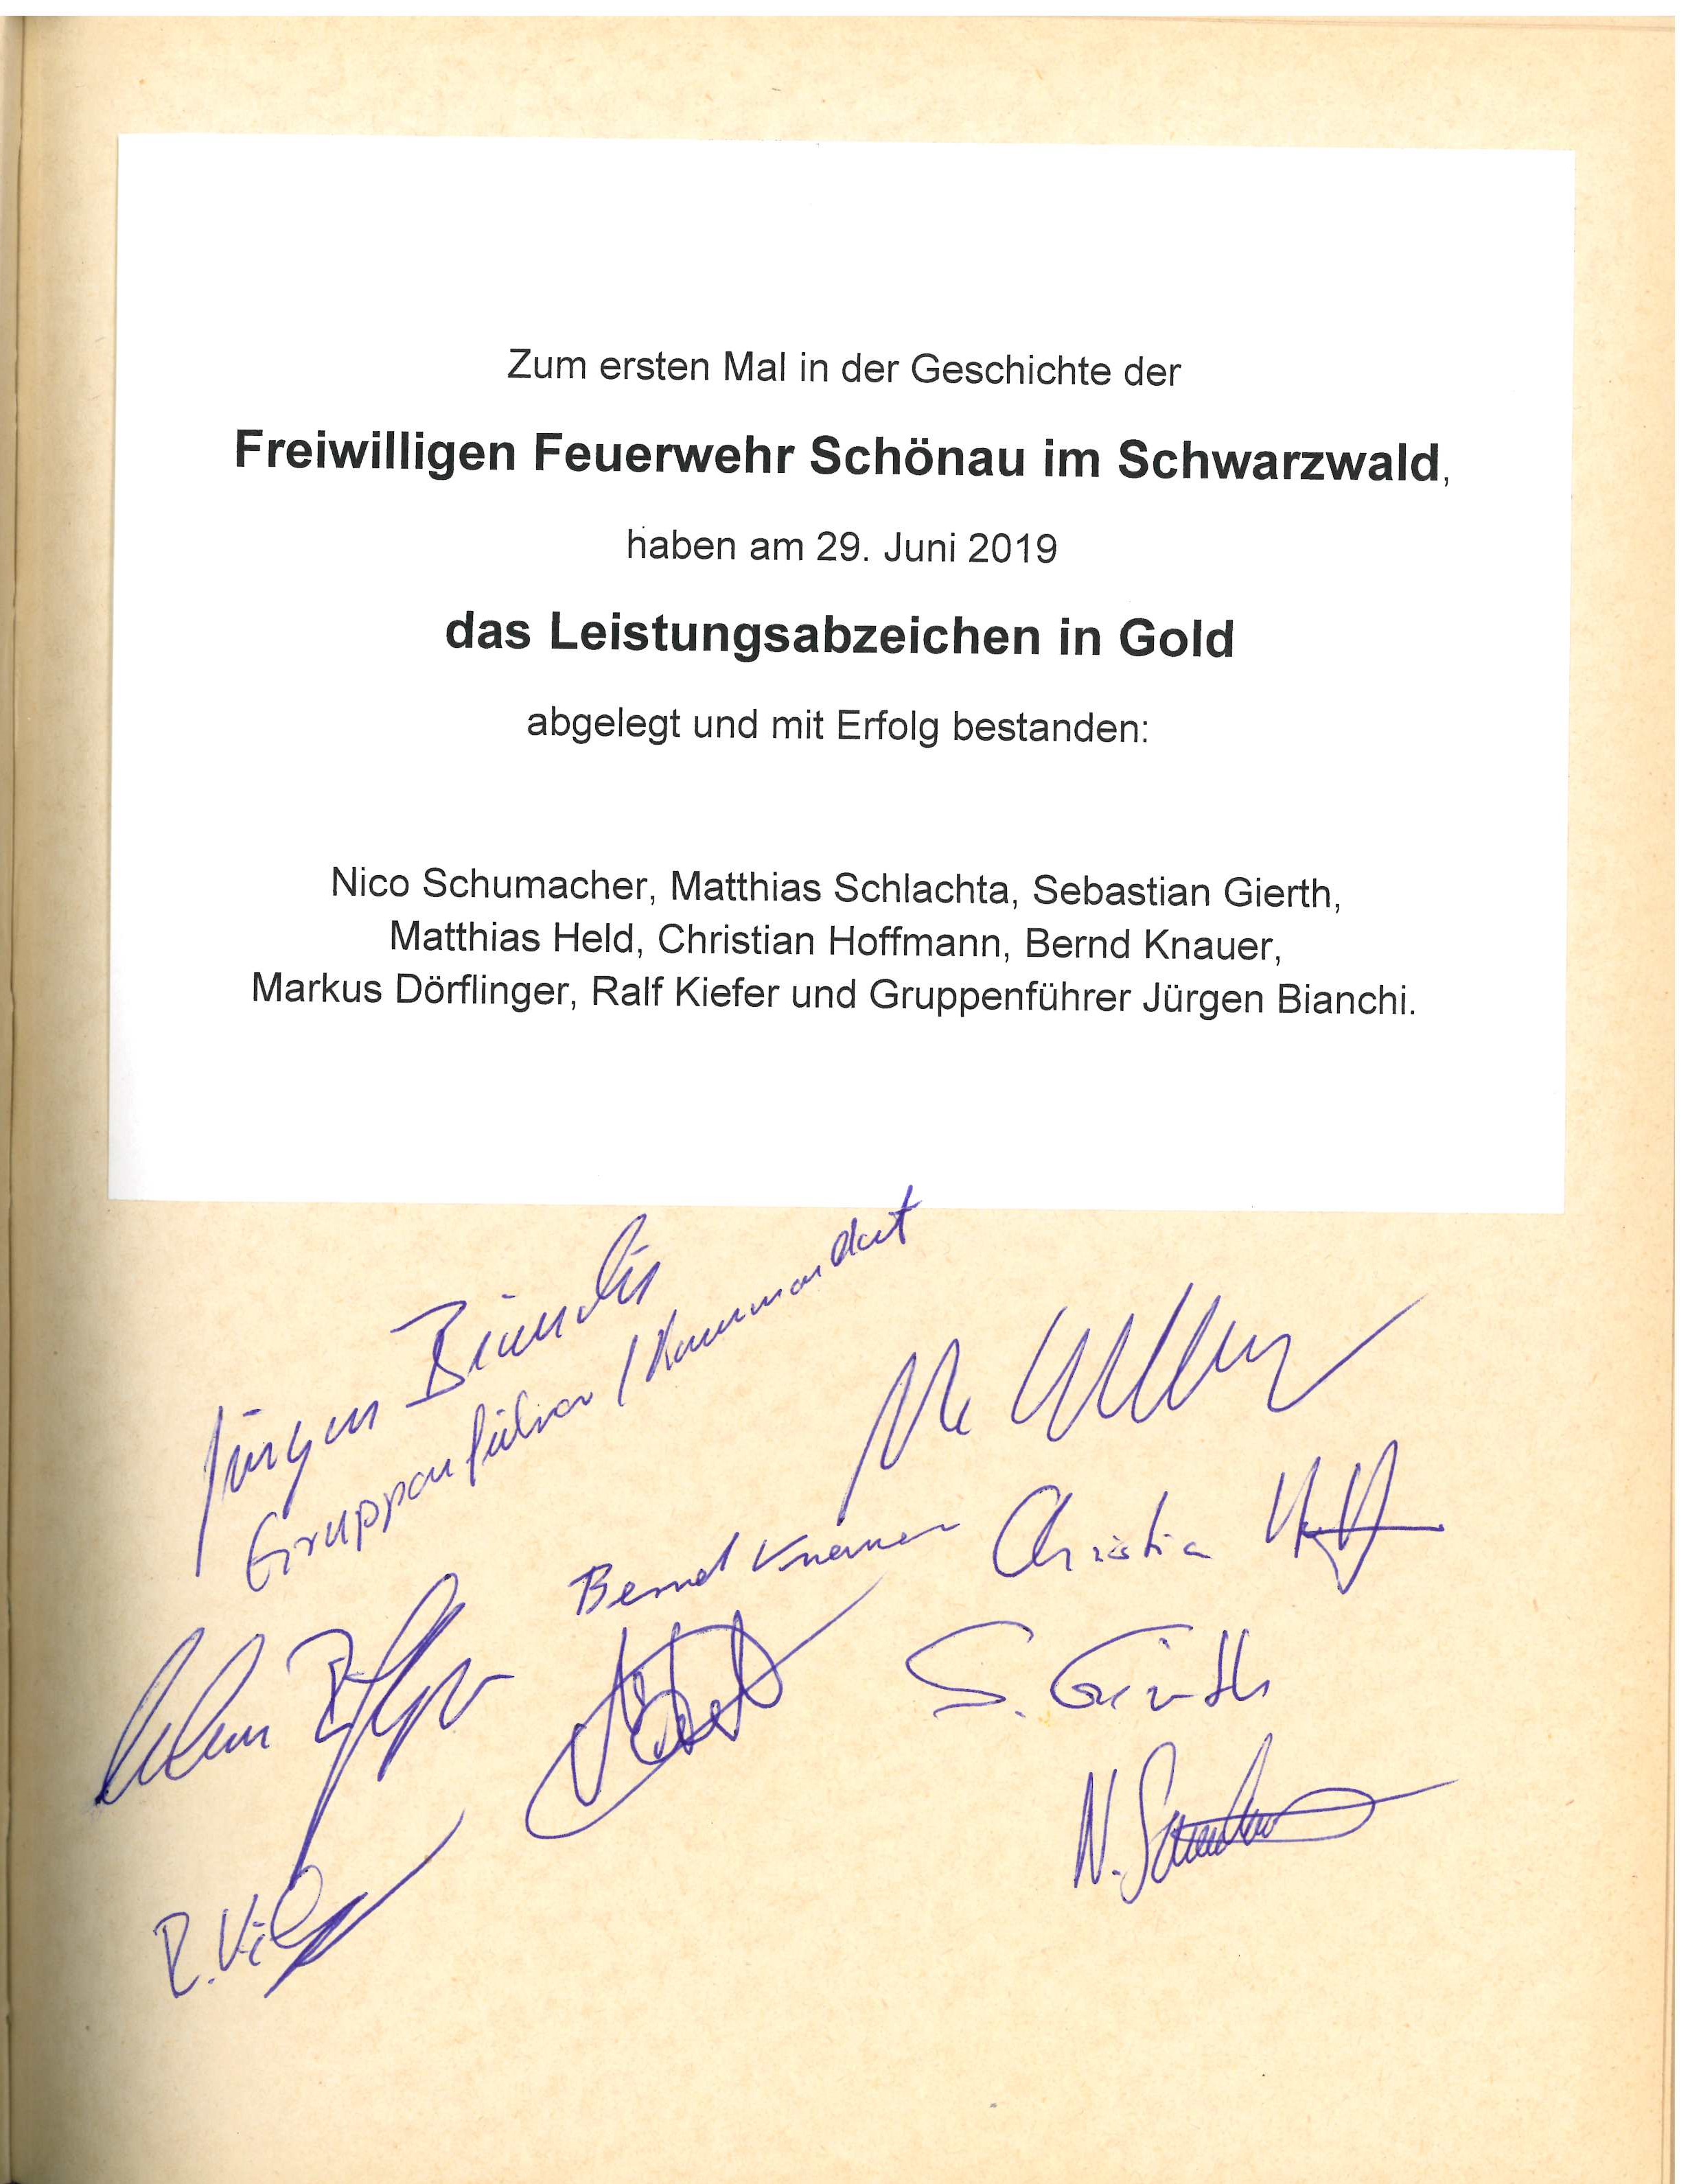 Zum ersten Mal in der Geschichte der
Freiwilligen Feuerwehr Schönau im Schwarzwald,
haben am 29. Juni 2019
das Leistungsabzeichen in Gold
abgelegt und mit Erfolg bestanden:
Nico Schumacher, Matthias Schlachta, Sebastian Gierth,
Matthias Held, Christian Hoffmann, Bernd Knauer,
Markus Dörflinger, Ralf Kiefer und Gruppenführer Jürgen Bianchi.
Jürgen Bianchi
Gruppenführer / Kommandant
Bernd Knauer
Christian
S. Gierth